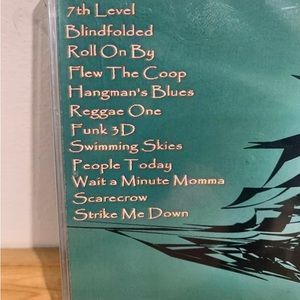 7th Level
Blindfolded
Roll On By
Flew The Coop
Hangman's Blues
Reggae One
Funk 3D
Swimming Skies
People Today
Wait a Minute Momma
Scarecrow
Strike Me Down